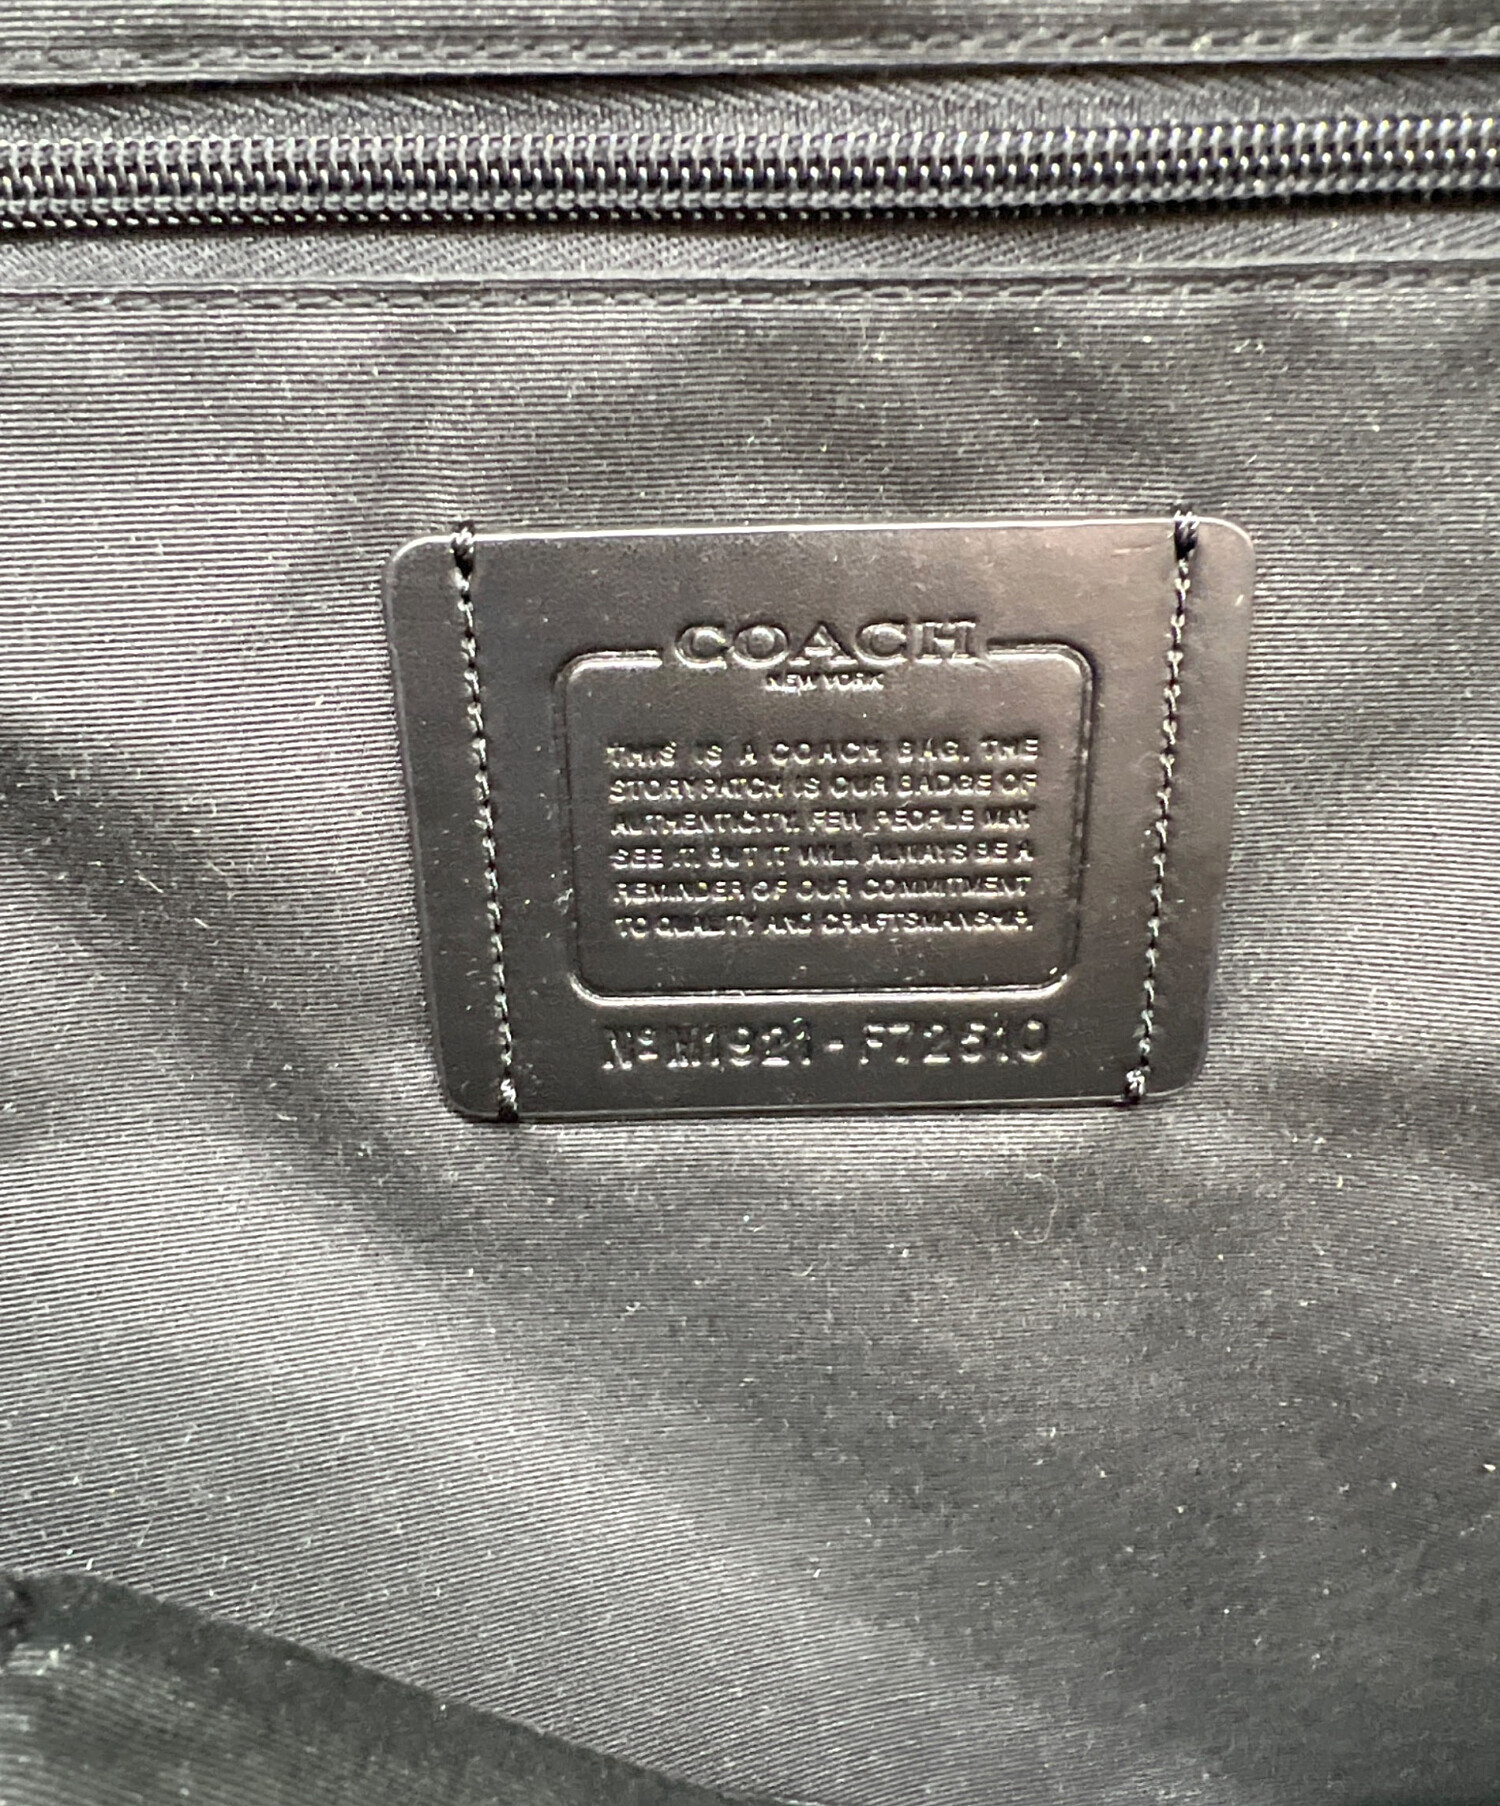 COACH
NEW YORK
THIS IS A COACH BAG. THE
STORY PATCH IS OUR BADGE OF
AUTHENTICITY. FEW PEOPLE MAY
SEE IT, BUT IT WILL ALWAYS BE A
REMINDER OF OUR COMMITMENT
TO QUALITY AND CRAFTSMANSHIP.
Nº M1921-F72510